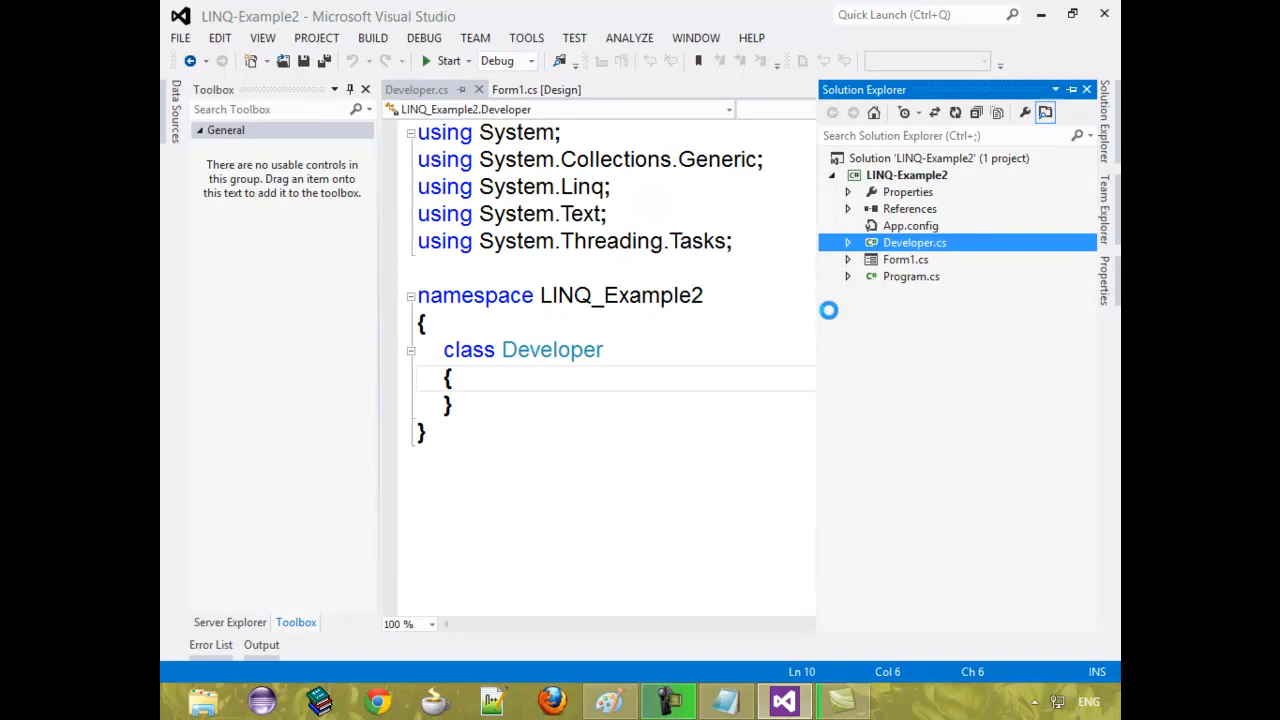 LINQ-Example2 - Microsoft Visual Studio
Quick Launch (Ctrl+Q)
FILE EDIT VIEW PROJECT BUILD DEBUG TEAM TOOLS TEST ANALYZE WINDOW HELP
Start Debug
Data Sources
Toolbox
Search Toolbox
General
There are no usable controls in
this group. Drag an item onto
this text to add it to the toolbox.
Server Explorer Toolbox
Error List Output
Developer.cs Form1.cs [Design]
LINQ_Example2.Developer
using System;
using System.Collections.Generic;
using System.Linq;
using System.Text;
using System.Threading.Tasks;
namespace LINQ_Example2
{
class Developer
{
}
}
100 %
Solution Explorer
Search Solution Explorer (Ctrl+;)
Solution 'LINQ-Example2' (1 project)
LINQ-Example2
Properties
References
App.config
Developer.cs
Form1.cs
Program.cs
Solution Explorer
Team Explorer
Properties
Ln 10 Col 6 Ch 6 INS
ENG